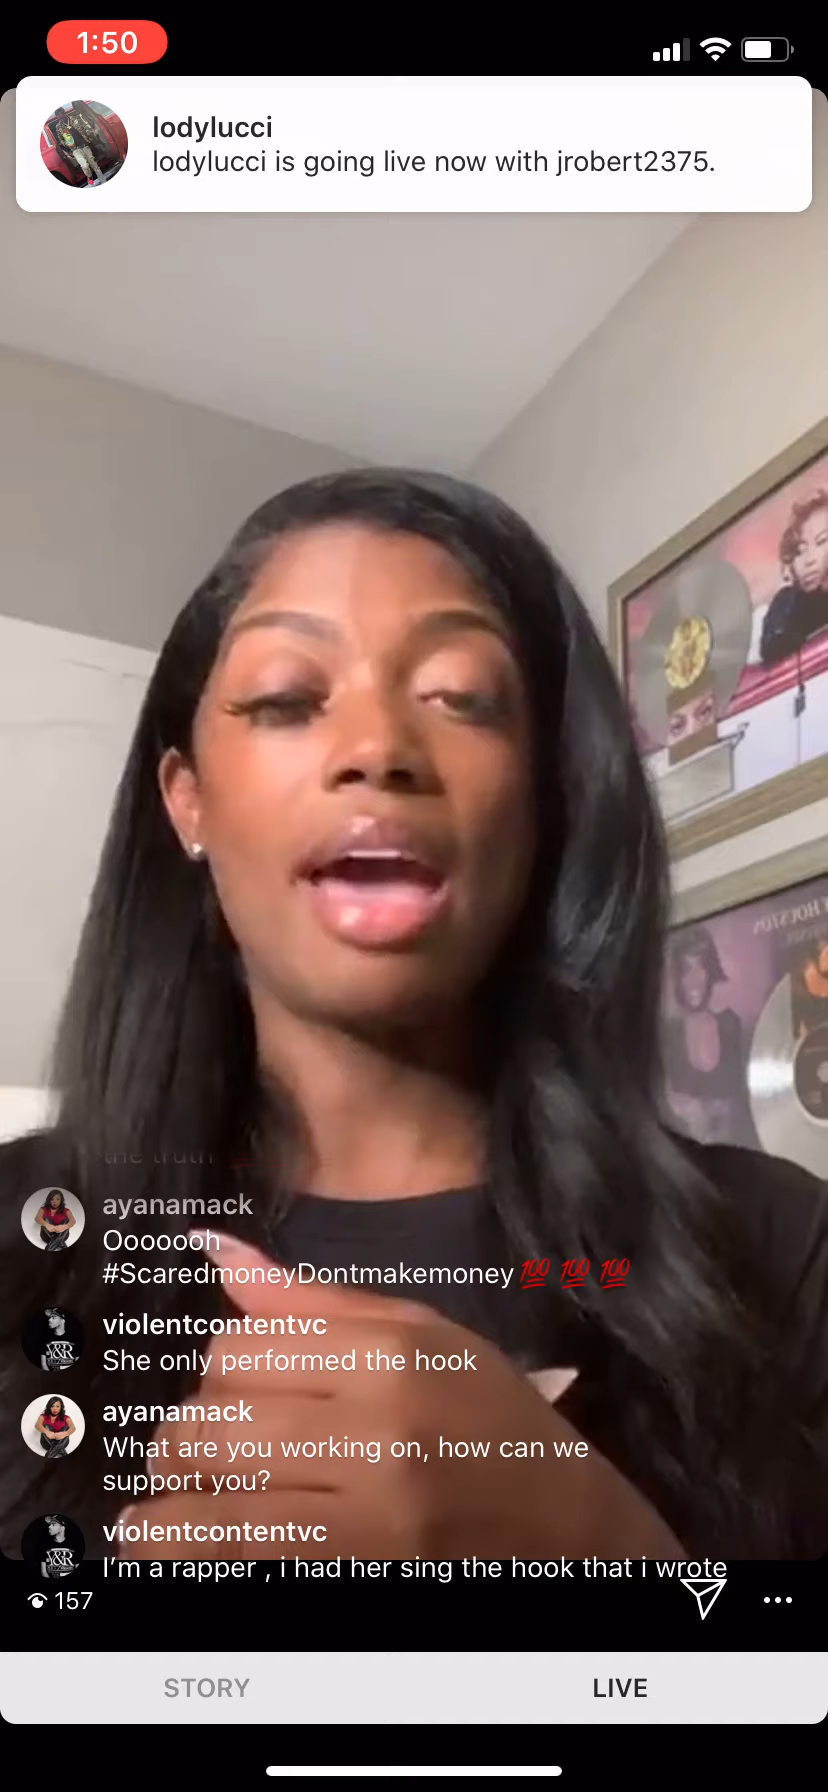 1:50
lodylucci
lodylucci is going live now with jrobert2375.
the truth
ayanamack
Ooooooh
#ScaredmoneyDontmakemoney💯 💯 💯
violentcontentvc
She only performed the hook
ayanamack
What are you working on, how can we
support you?
violentcontentvc
I'm a rapper , i had her sing the hook that i wrote
157
STORY
LIVE